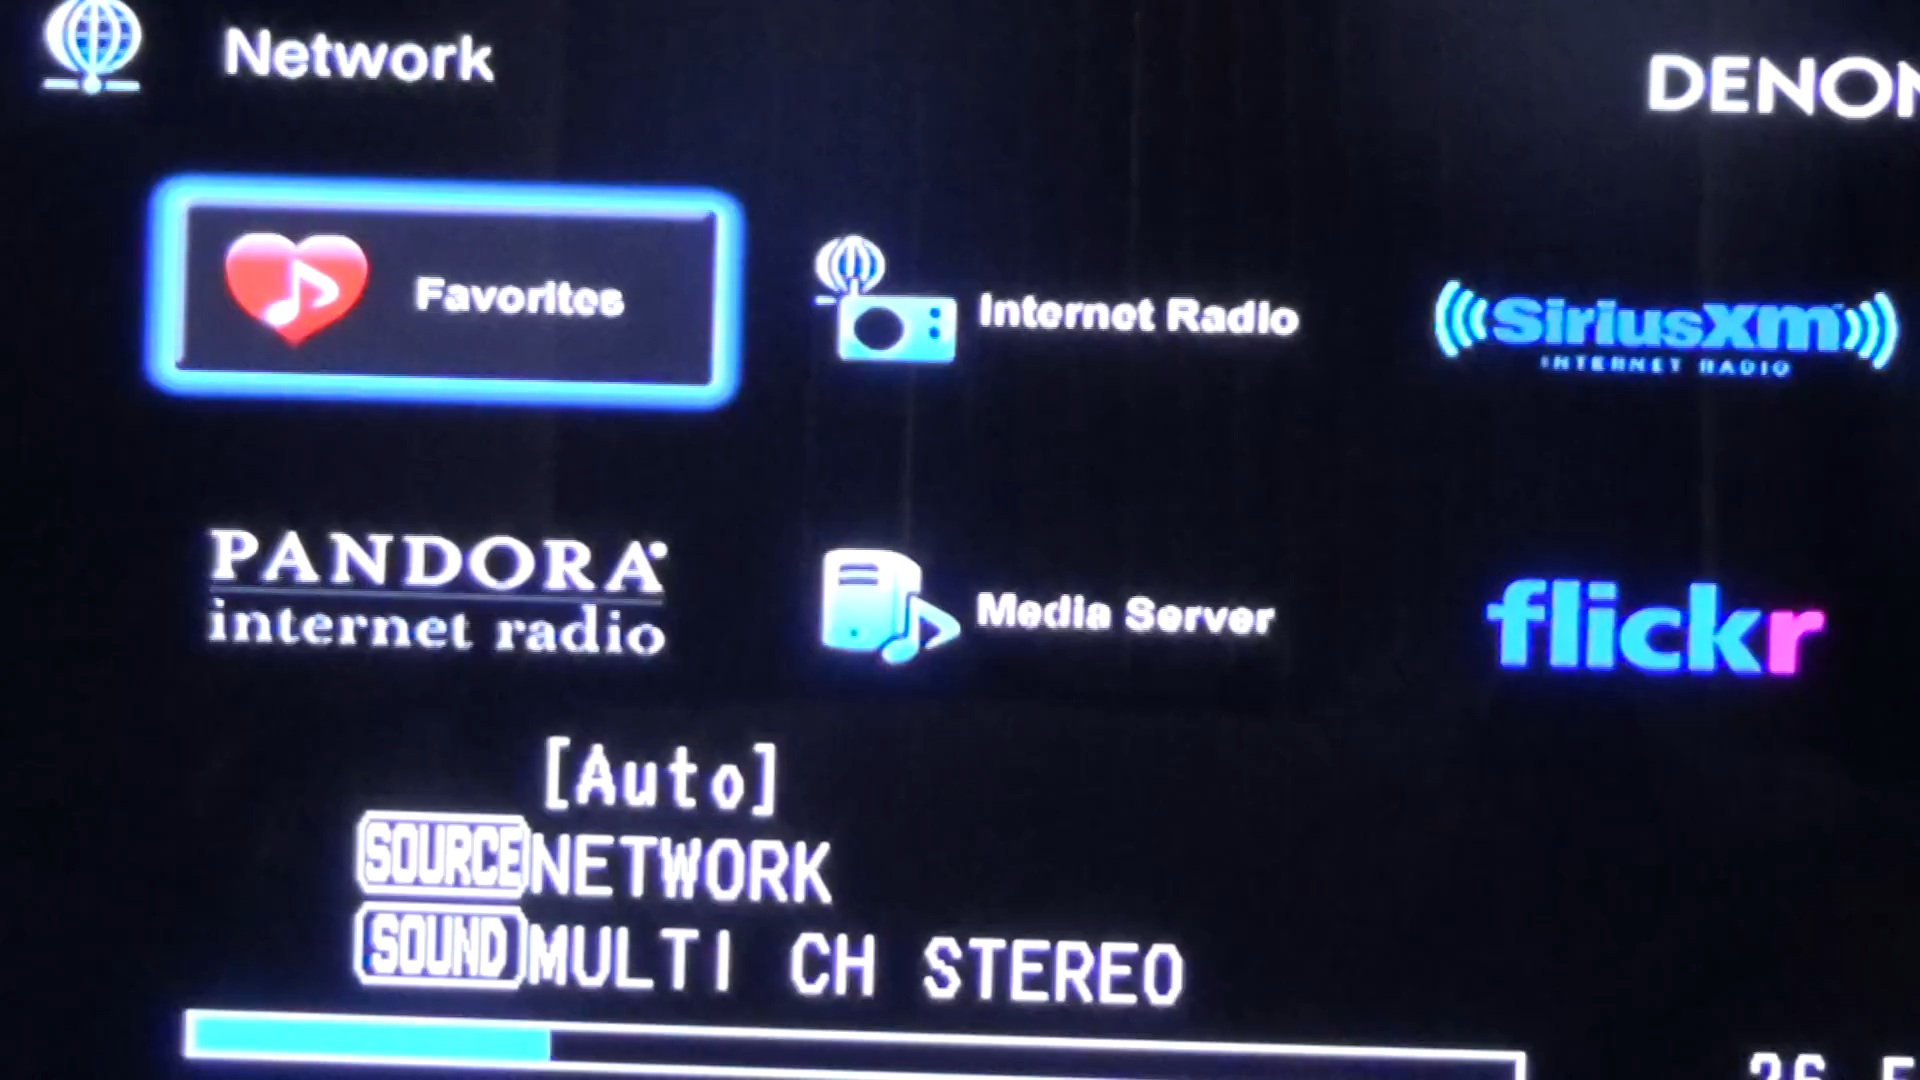 Network
DENON
Favorites
Internet Radio
SiriusXM
INTERNET RADIO
PANDORA
internet radio
Media Server
flickr
[Auto]
SOURCE NETWORK
SOUND MULTI CH STEREO